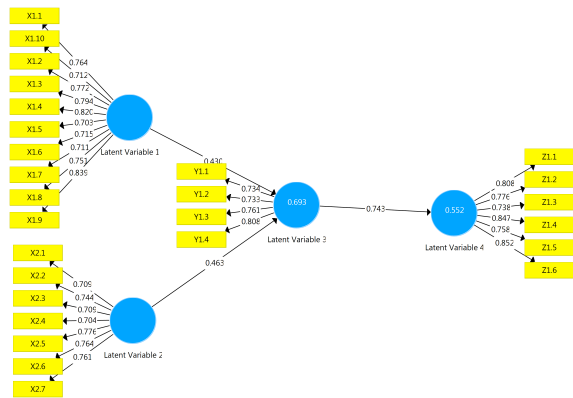 X1.1
X1.10
X1.2
X1.3
X1.4
X1.5
X1.6
X1.7
X1.8
X1.9
0.764
0.712
0.772
0.794
0.820
0.703
0.715
0.711
0.751
0.839
Latent Variable 1
0.430
Y1.1
Y1.2
Y1.3
Y1.4
0.734
0.733
0.761
0.808
0.693
Latent Variable 3
0.743
0.552
Latent Variable 4
0.808
0.776
0.738
0.847
0.758
0.852
Z1.1
Z1.2
Z1.3
Z1.4
Z1.5
Z1.6
0.463
X2.1
X2.2
X2.3
X2.4
X2.5
X2.6
X2.7
0.709
0.744
0.709
0.704
0.776
0.764
0.761
Latent Variable 2